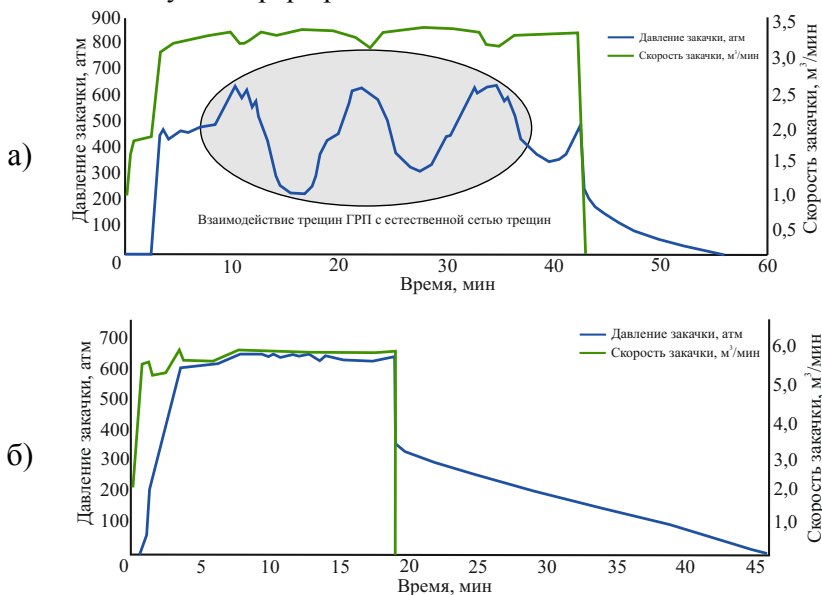 а)
Давление закачки, атм
900
800
700
600
500
400
300
200
100
0
Давление закачки, атм
Скорость закачки, м³/мин
Взаимодействие трещин ГРП с естественной сетью трещин
3,5
3,0
2,5
2,0
1,5
1,0
0,5
Скорость закачки, м³/мин
10 20 30 40 50 60
Время, мин
б)
Давление закачки, атм
700
600
500
400
300
200
100
0
Давление закачки, атм
Скорость закачки, м³/мин
6,0
5,0
4,0
3,0
2,0
1,0
Скорость закачки, м³/мин
5 10 15 20 25 30 35 40 45
Время, мин